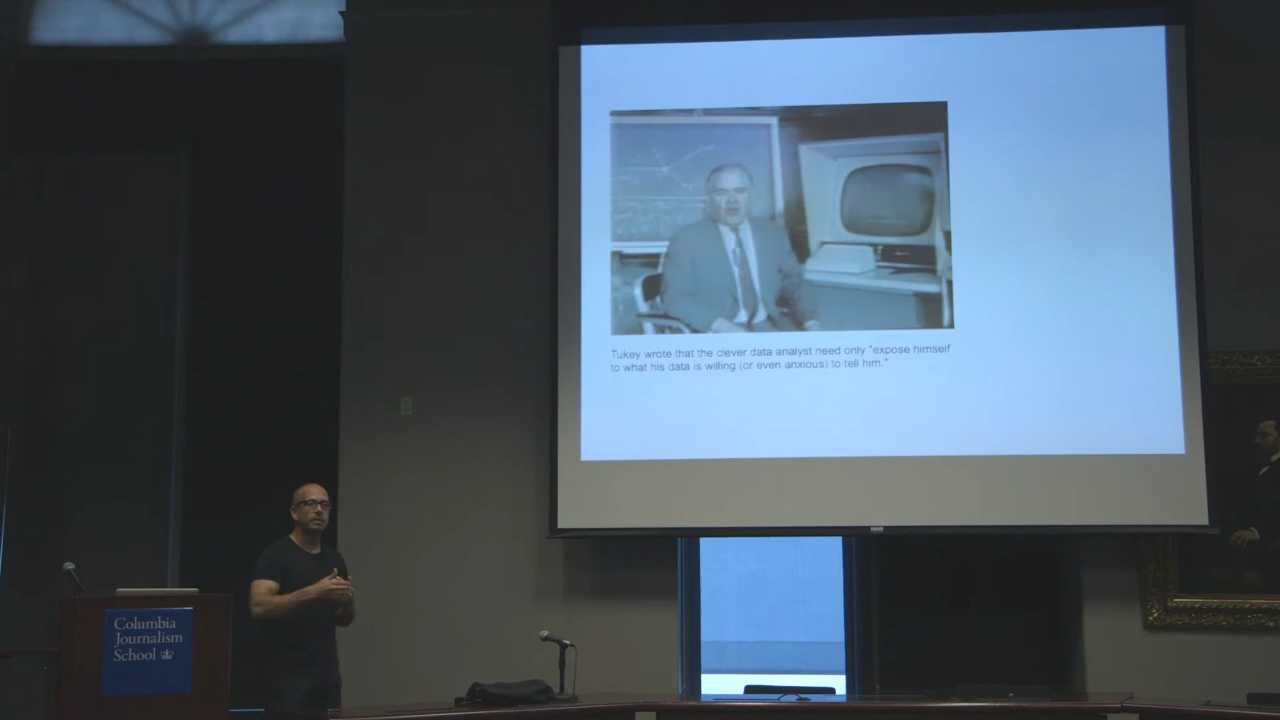 Tukey wrote that the clever data analyst need only "expose himself
to what his data is willing (or even anxious) to tell him."
Columbia
Journalism
School